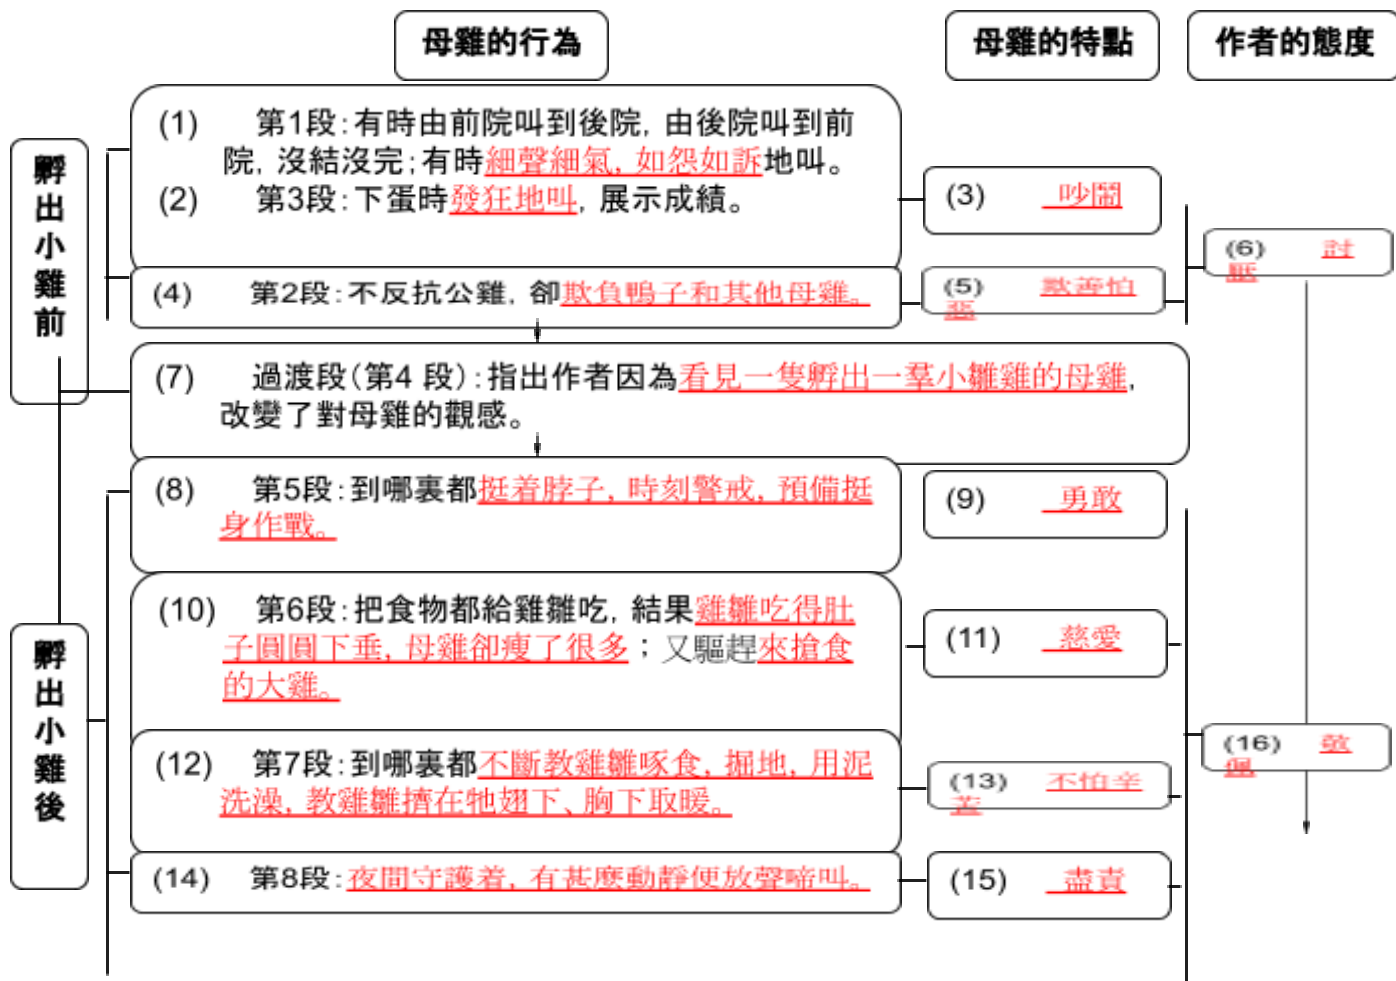 母雞的行為
母雞的特點
作者的態度
孵出小雞前
(1) 第1段：有時由前院叫到後院，由後院叫到前
院，沒結沒完；有時細聲細氣，如怨如訴地叫。
(2) 第3段：下蛋時發狂地叫，展示成績。
(3) 吵鬧
(4) 第2段：不反抗公雞，卻欺負鴨子和其他母雞。
(5) 欺善怕
惡
(6) 討
厭
(7) 過渡段（第4 段）：指出作者因為看見一隻孵出一羣小雛雞的母雞，
改變了對母雞的觀感。
孵出小雞後
(8) 第5段：到哪裏都挺着脖子，時刻警戒，預備挺
身作戰。
(9) 勇敢
(10) 第6段：把食物都給雞雛吃，結果雞雛吃得肚
子圓圓下垂，母雞卻瘦了很多；又驅趕來搶食
的大雞。
(11) 慈愛
(12) 第7段：到哪裏都不斷教雞雛啄食，掘地，用泥
洗澡，教雞雛擠在牠翅下、胸下取暖。
(13) 不怕辛
苦
(14) 第8段：夜間守護着，有甚麼動靜便放聲啼叫。
(15) 盡責
(16) 敬
佩